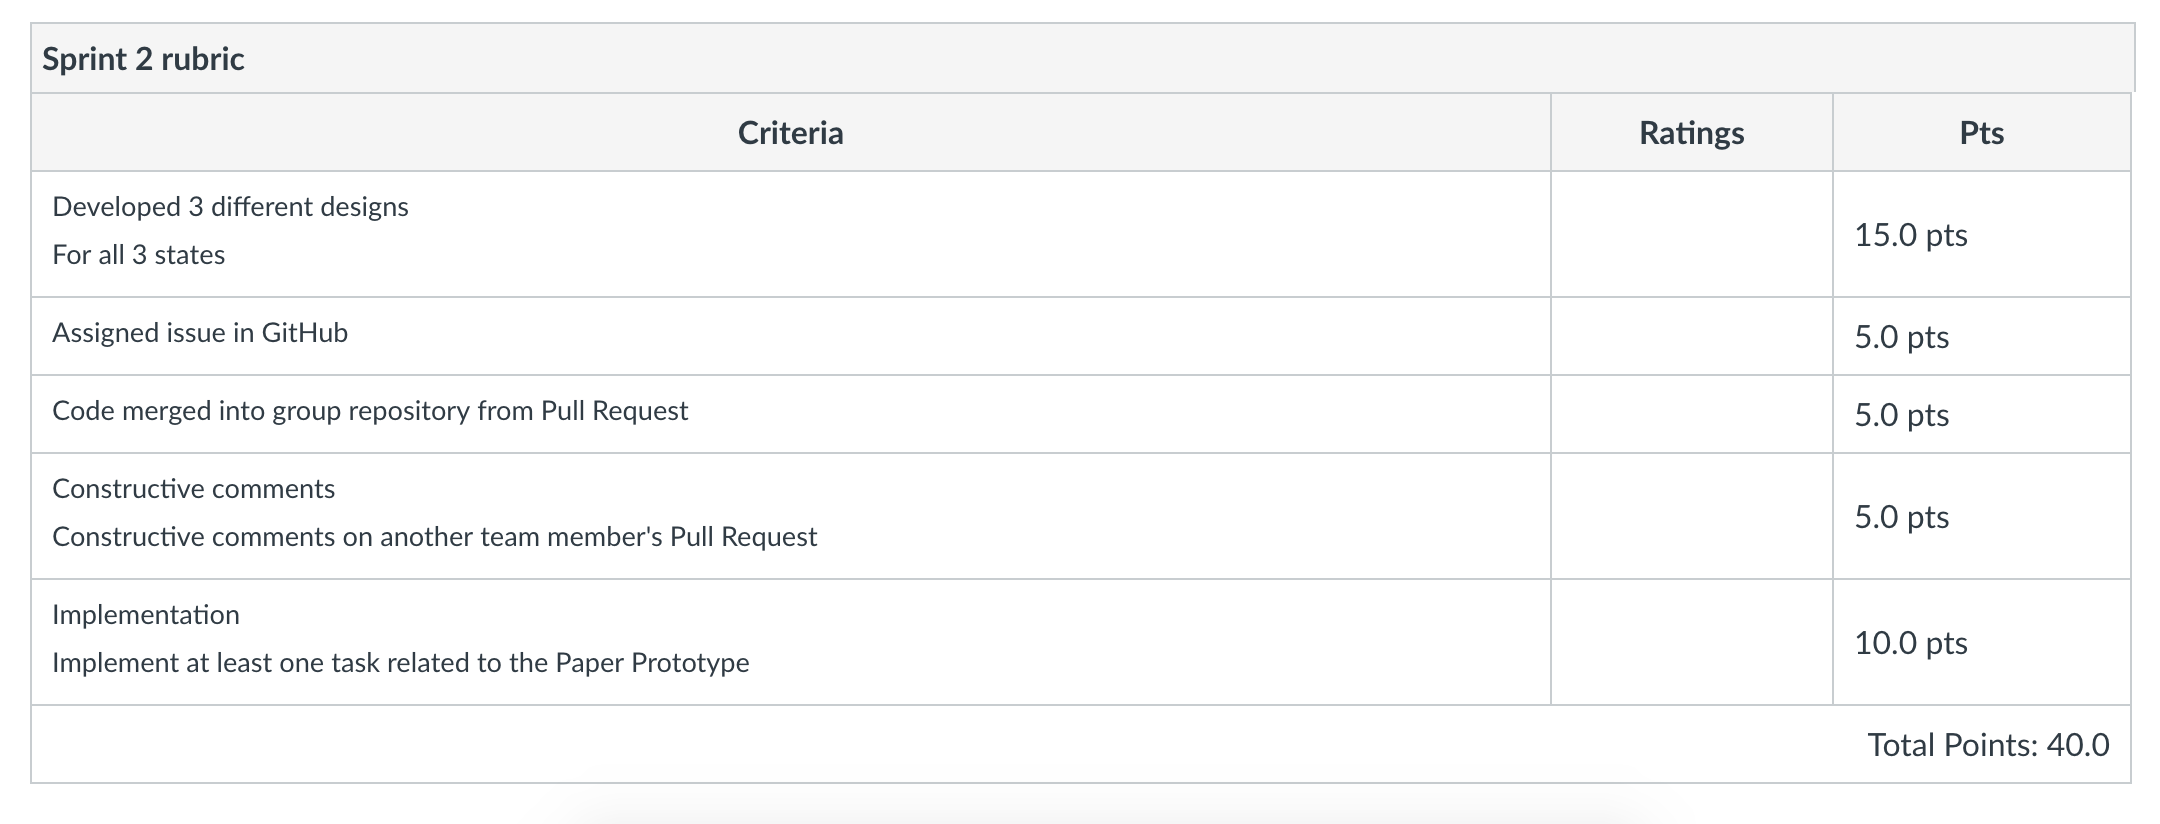 Sprint 2 rubric
Criteria Ratings Pts
Developed 3 different designs
For all 3 states
15.0 pts
Assigned issue in GitHub
5.0 pts
Code merged into group repository from Pull Request
5.0 pts
Constructive comments
Constructive comments on another team member's Pull Request
5.0 pts
Implementation
Implement at least one task related to the Paper Prototype
10.0 pts
Total Points: 40.0